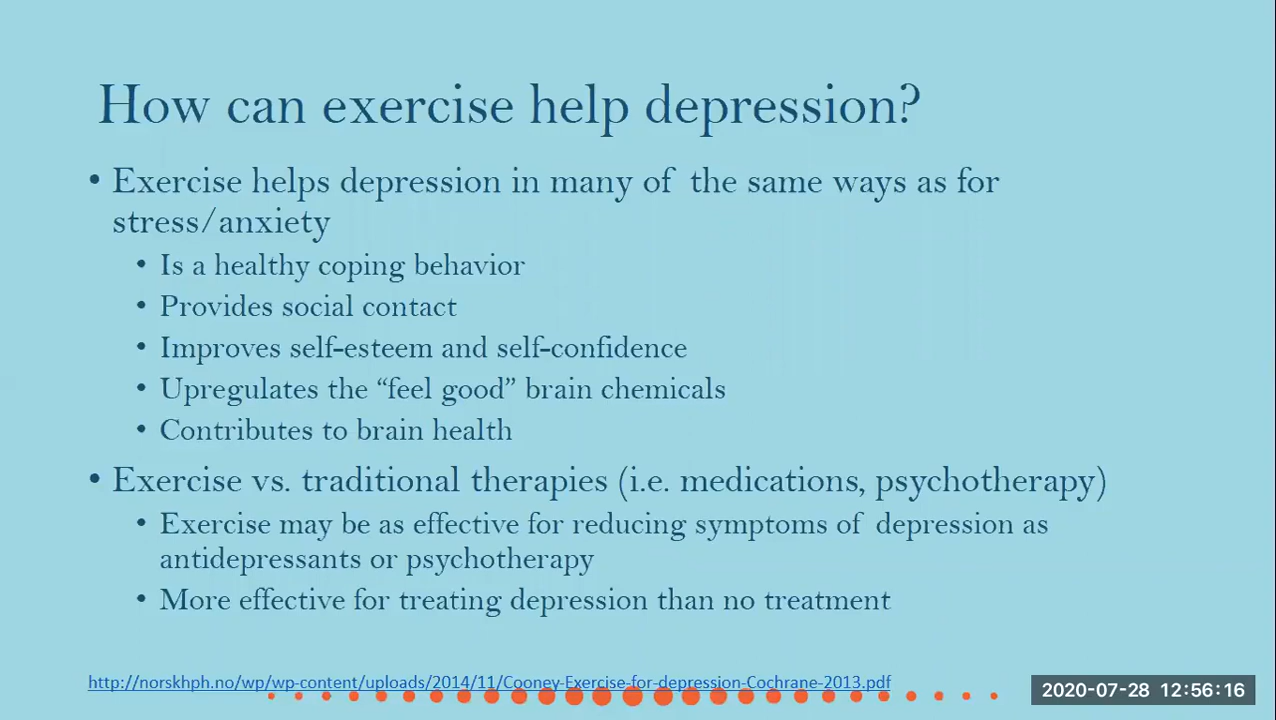 How can exercise help depression?
• Exercise helps depression in many of the same ways as for
stress/anxiety
• Is a healthy coping behavior
• Provides social contact
• Improves self-esteem and self-confidence
• Upregulates the “feel good” brain chemicals
• Contributes to brain health
• Exercise vs. traditional therapies (i.e. medications, psychotherapy)
• Exercise may be as effective for reducing symptoms of depression as
antidepressants or psychotherapy
• More effective for treating depression than no treatment
http://norskhph.no/wp/wp-content/uploads/2014/11/Cooney-Exercise-for-depression-Cochrane-2013.pdf
2020-07-28 12:56:16